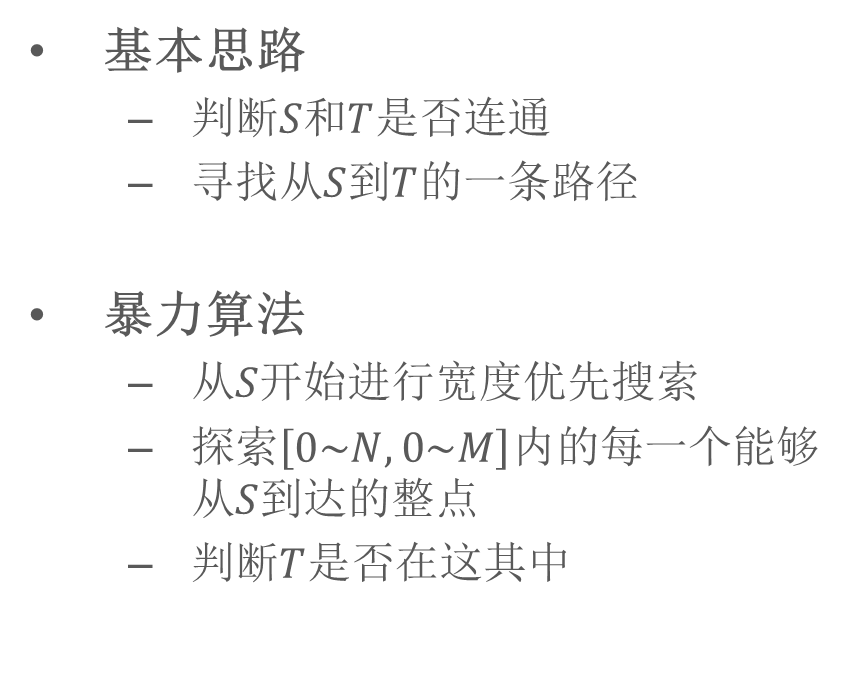 • 基本思路
– 判断S和T是否连通
– 寻找从S到T的一条路径
• 暴力算法
– 从S开始进行宽度优先搜索
– 探索[0~N, 0~M]内的每一个能够
从S到达的整点
– 判断T是否在这其中